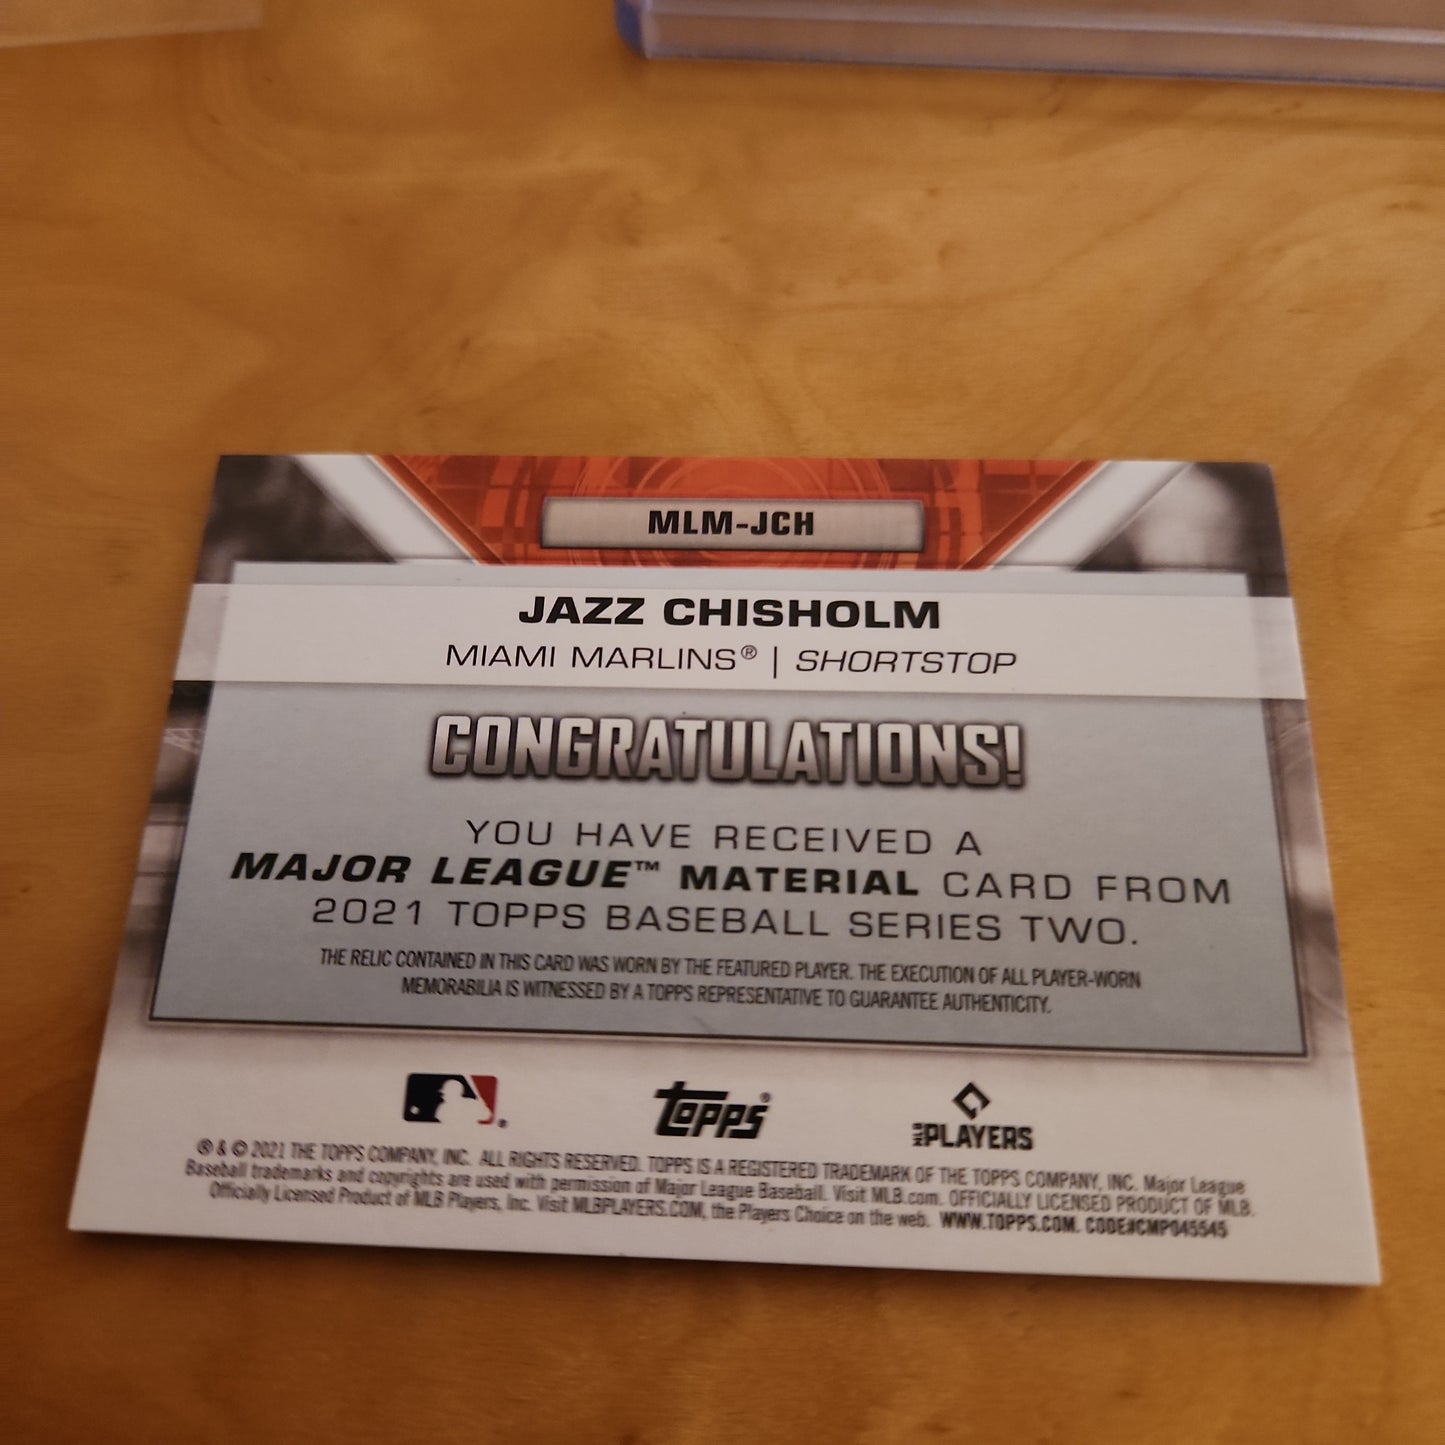 MLM-JCH
JAZZ CHISHOLM
MIAMI MARLINS® | SHORTSTOP
CONGRATULATIONS!
YOU HAVE RECEIVED A
MAJOR LEAGUE™ MATERIAL CARD FROM
2021 TOPPS BASEBALL SERIES TWO.
THE RELIC CONTAINED IN THIS CARD WAS WORN BY THE FEATURED PLAYER. THE EXECUTION OF ALL PLAYER-WORN
MEMORABILIA IS WITNESSED BY A TOPPS REPRESENTATIVE TO GUARANTEE AUTHENTICITY.
® Topps® MLB PLAYERS
® & © 2021 THE TOPPS COMPANY, INC. ALL RIGHTS RESERVED. TOPPS IS A REGISTERED TRADEMARK OF THE TOPPS COMPANY, INC. Major League
Baseball trademarks and copyrights are used with permission of Major League Baseball. Visit MLB.com. OFFICIALLY LICENSED PRODUCT OF MLB.
Officially Licensed Product of MLB Players, Inc. Visit MLBPLAYERS.COM, the Players Choice on the web. WWW.TOPPS.COM. CODE#CMP045545